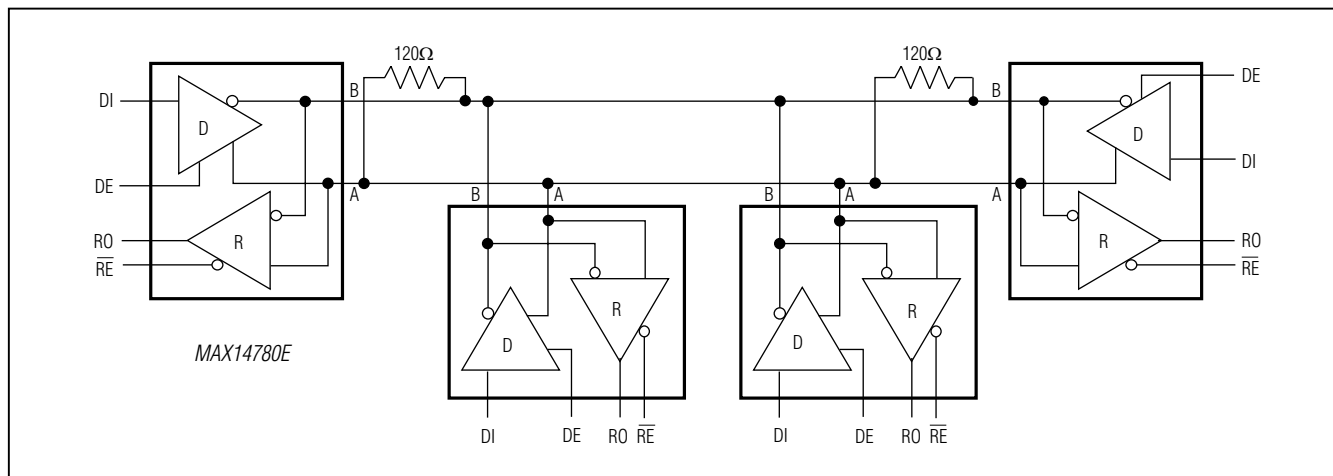 120Ω 120Ω
B B DE
DI
D D
DI
DE
A B A B A A
RO R R RO
RE RE
R R
MAX14780E
D D
DI DE RO RE DI DE RO RE